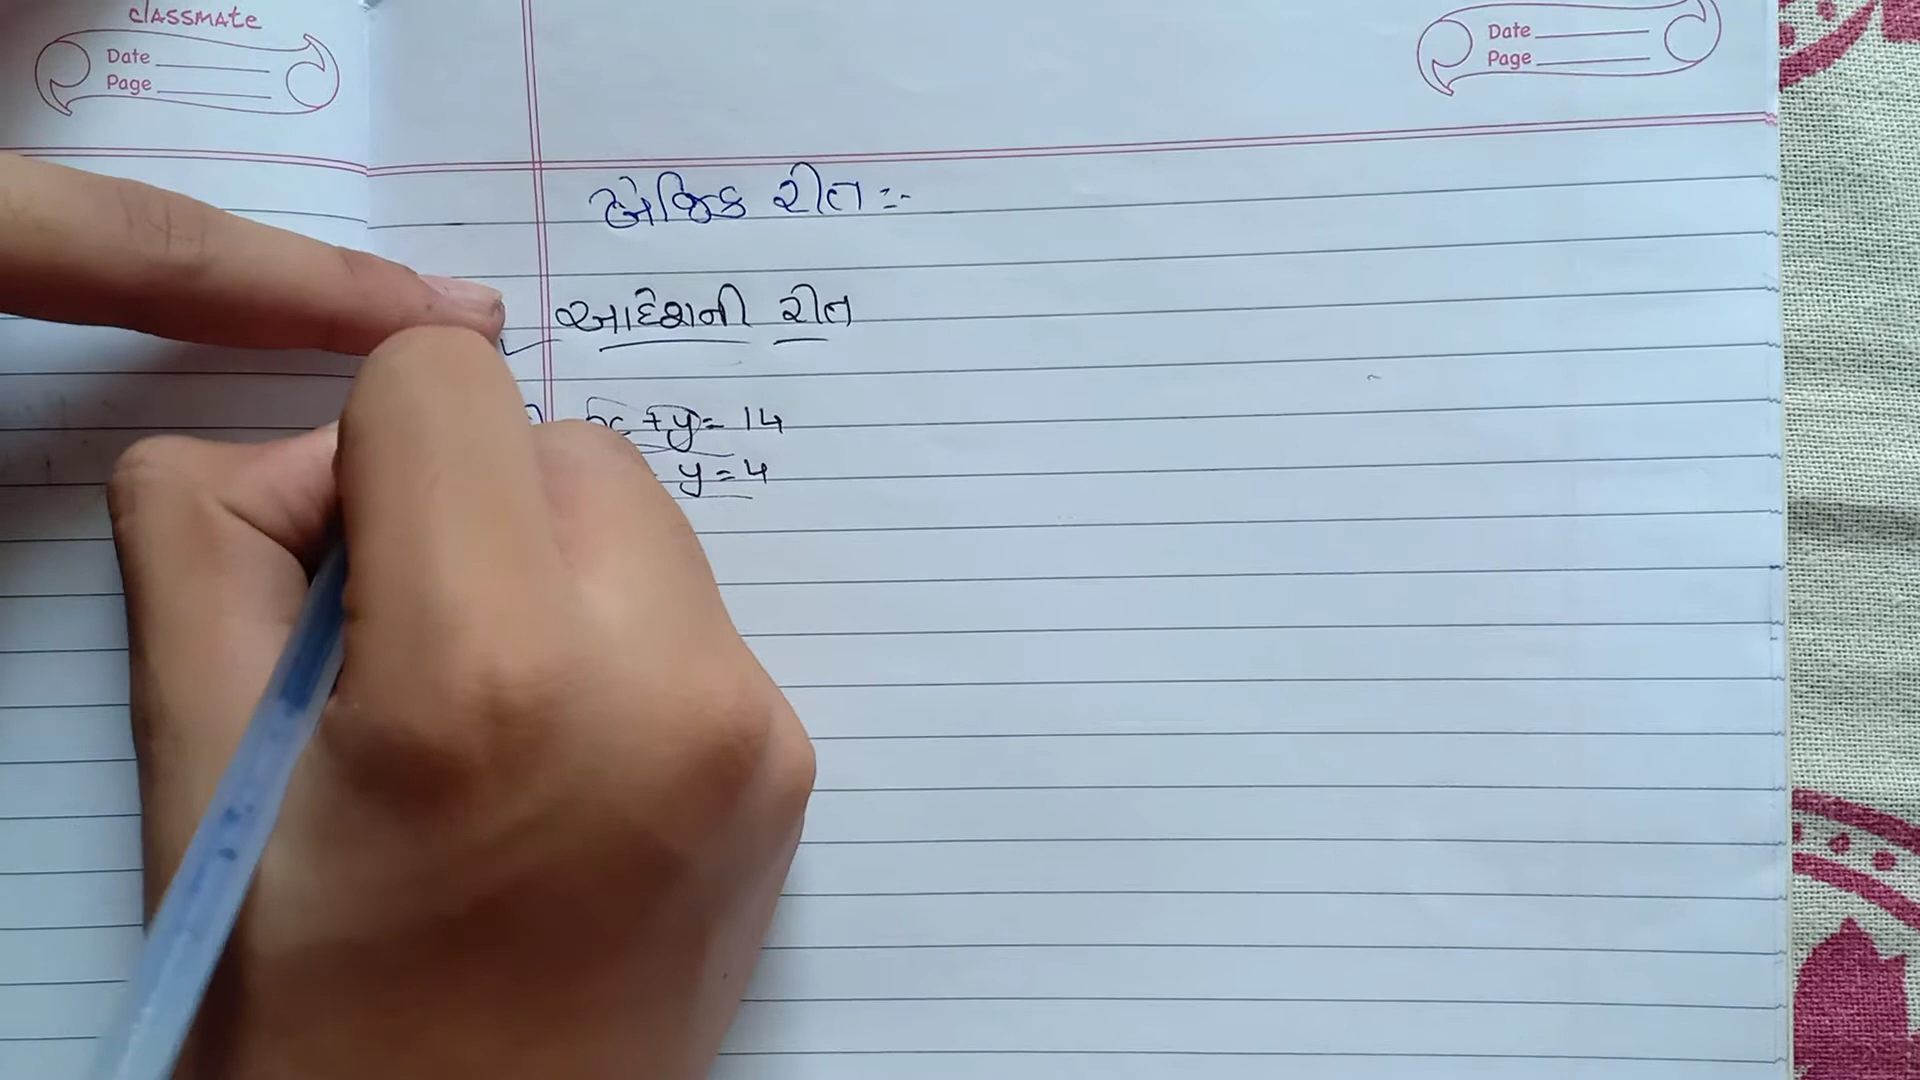 classmate
Date
Page
Date
Page
બૈજિક રીત :-
આદેશની રીત
x + y = 14
- y = 4